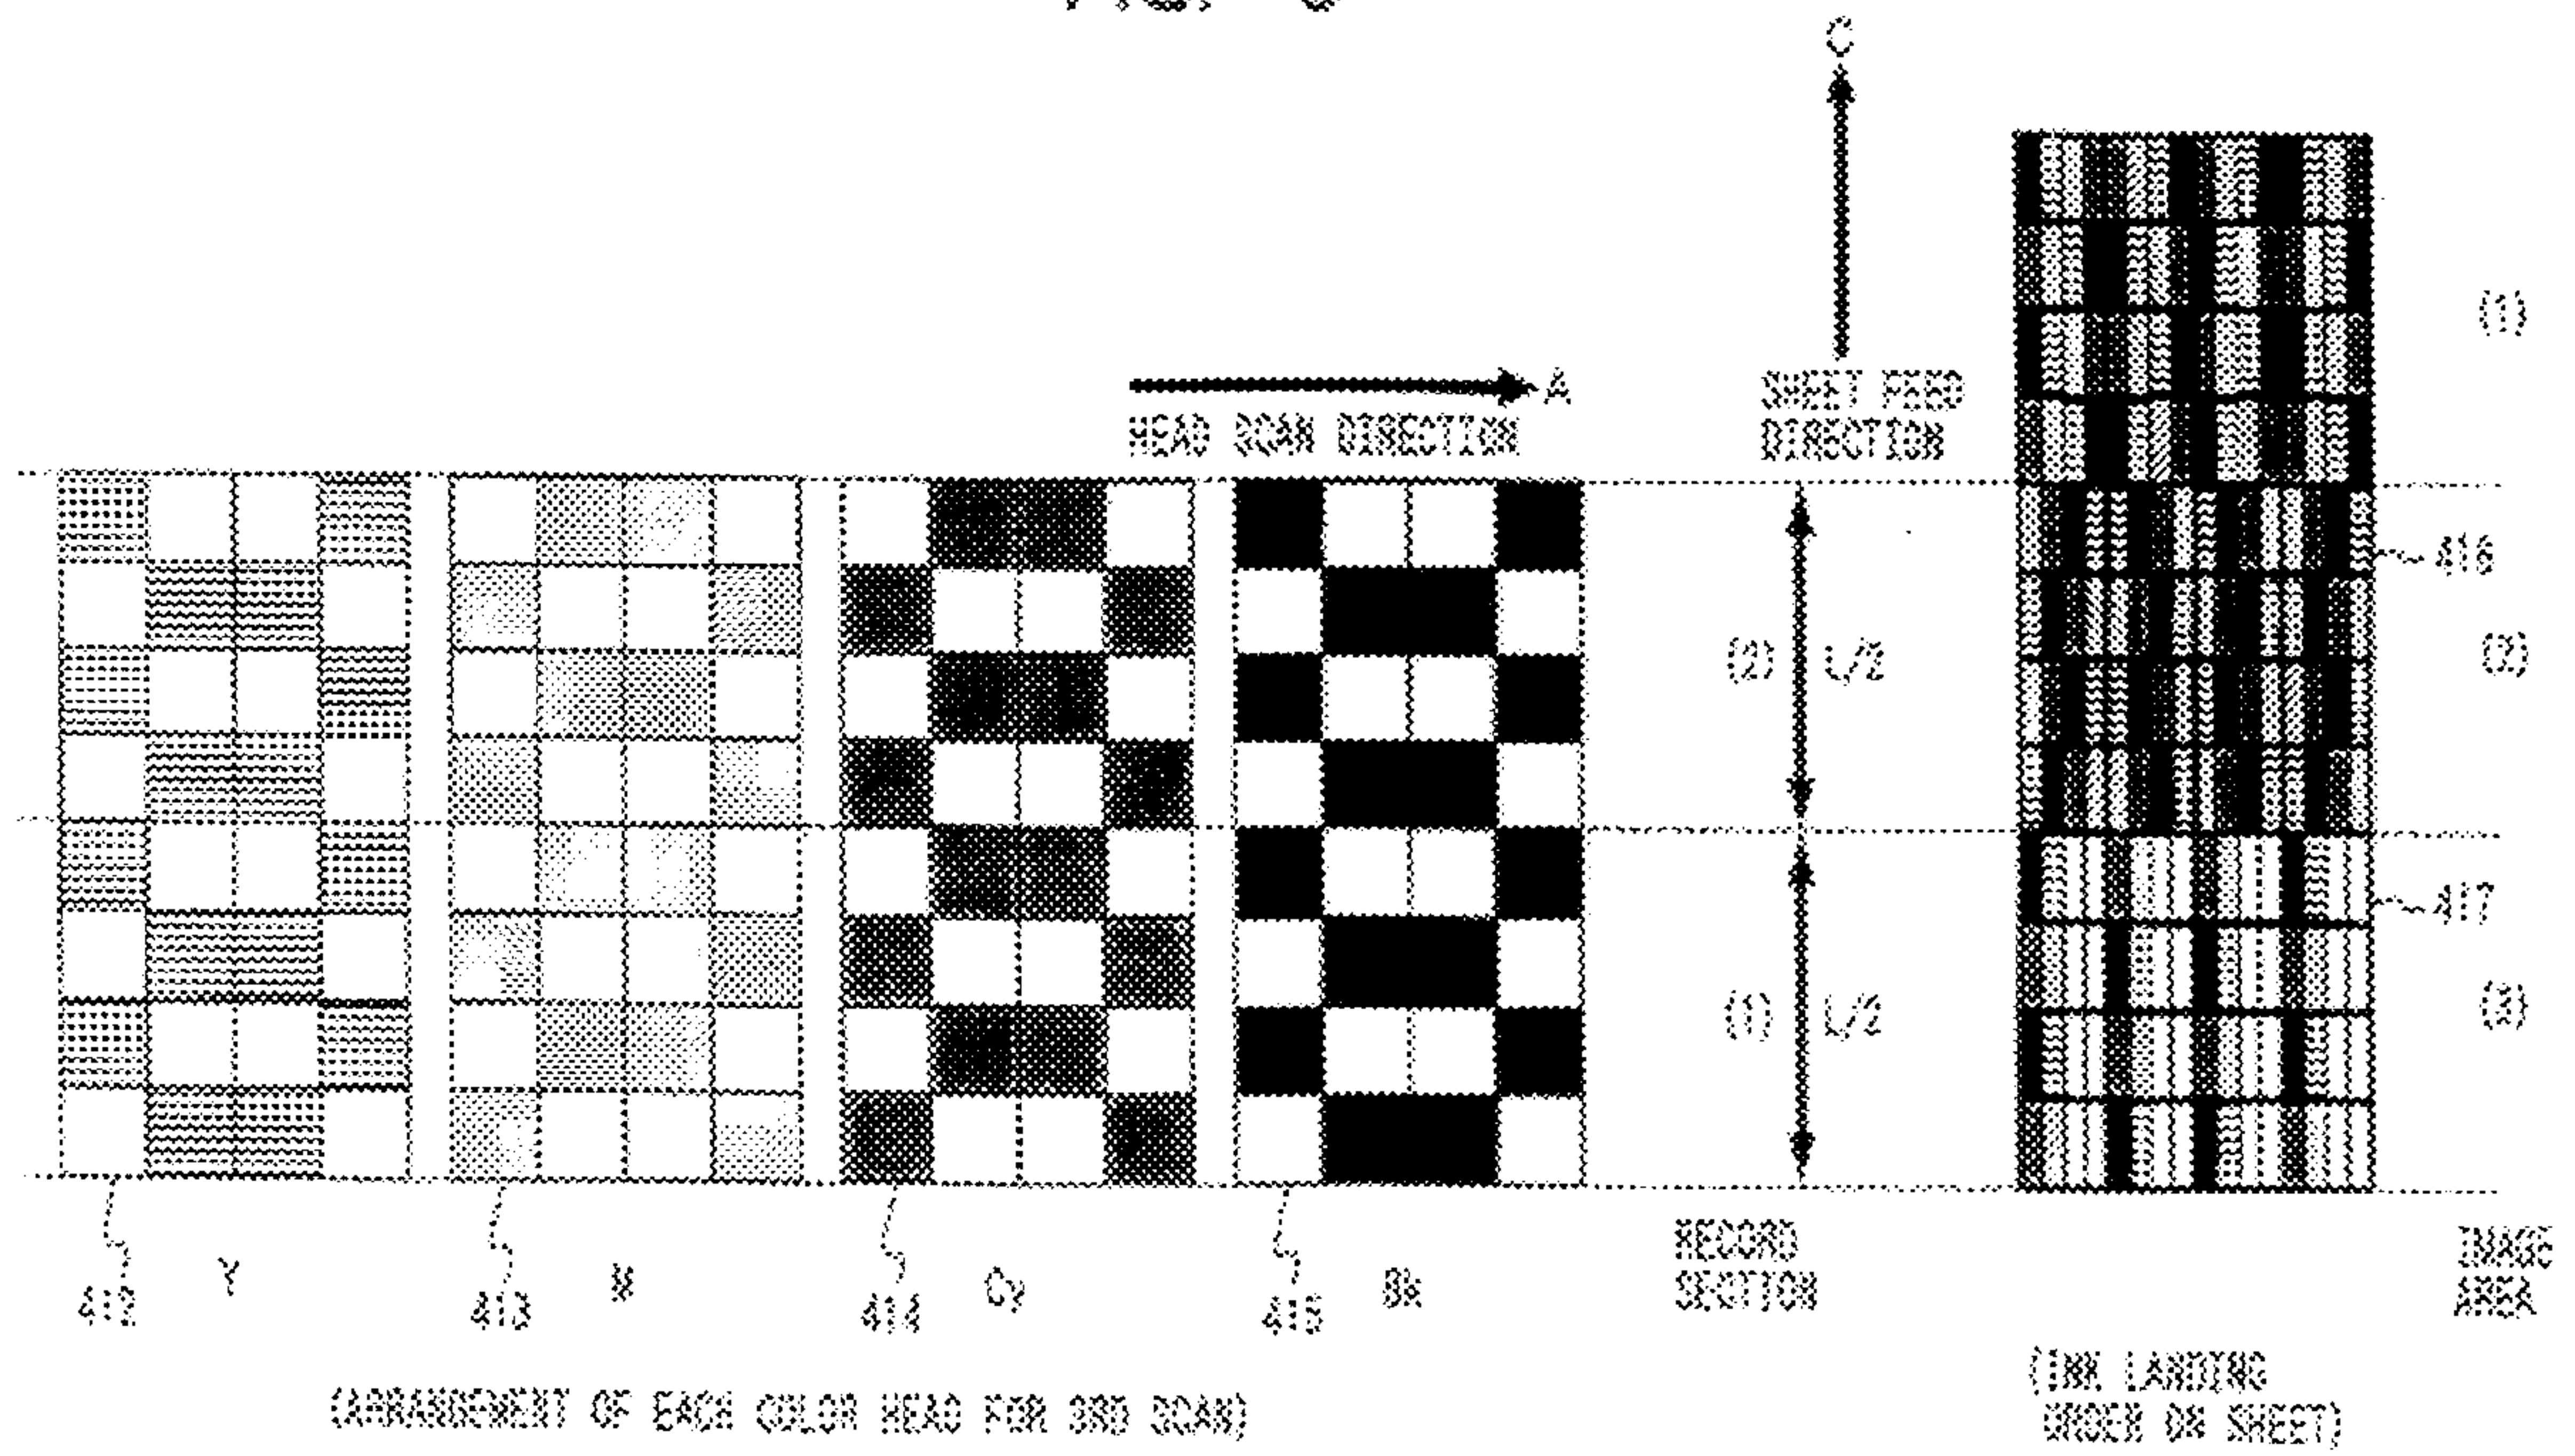 C
A
HEAD SCAN DIRECTION
SHEET FEED
DIRECTION
(1)
416
(2) L/2
(2)
417
(1) L/2
(3)
412
Y
413
M
414
Cy
415
Bk
RECORD
SECTION
IMAGE
AREA
(ARRANGEMENT OF EACH COLOR HEAD FOR 3RD SCAN)
(INK LANDING
ORDER ON SHEET)